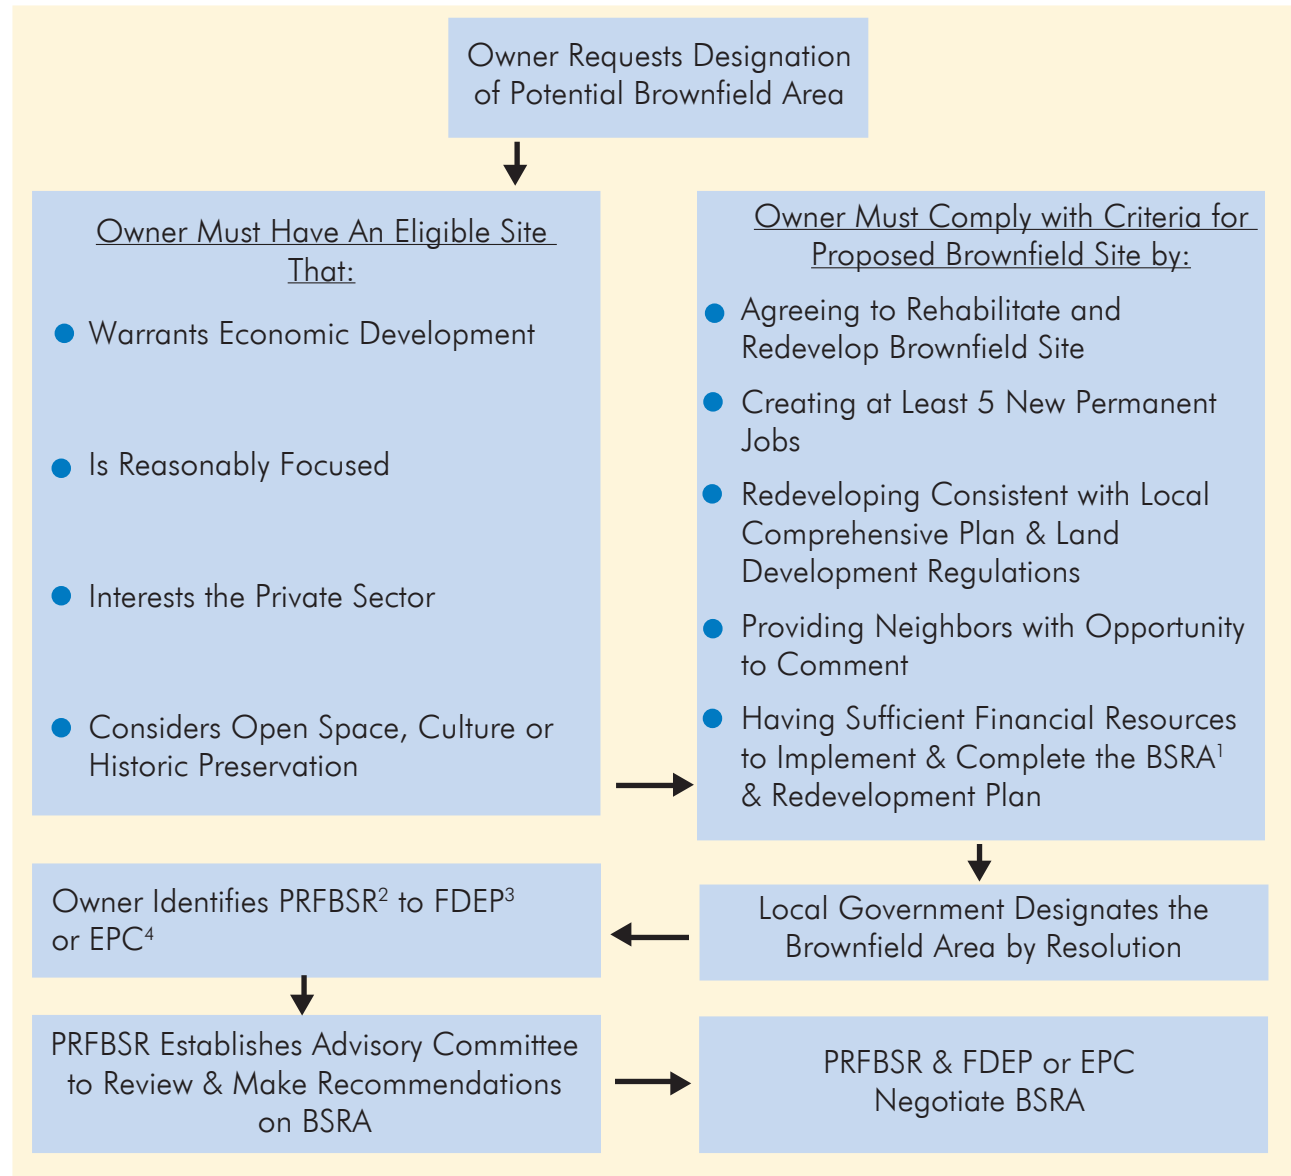 Owner Requests Designation
of Potential Brownfield Area
Owner Must Have An Eligible Site
That:
Warrants Economic Development
Is Reasonably Focused
Interests the Private Sector
Considers Open Space, Culture or
Historic Preservation
Owner Must Comply with Criteria for
Proposed Brownfield Site by:
Agreeing to Rehabilitate and
Redevelop Brownfield Site
Creating at Least 5 New Permanent
Jobs
Redeveloping Consistent with Local
Comprehensive Plan & Land
Development Regulations
Providing Neighbors with Opportunity
to Comment
Having Sufficient Financial Resources
to Implement & Complete the BSRA¹
& Redevelopment Plan
Local Government Designates the
Brownfield Area by Resolution
Owner Identifies PRFBSR² to FDEP³
or EPC⁴
PRFBSR Establishes Advisory Committee
to Review & Make Recommendations
on BSRA
PRFBSR & FDEP or EPC
Negotiate BSRA